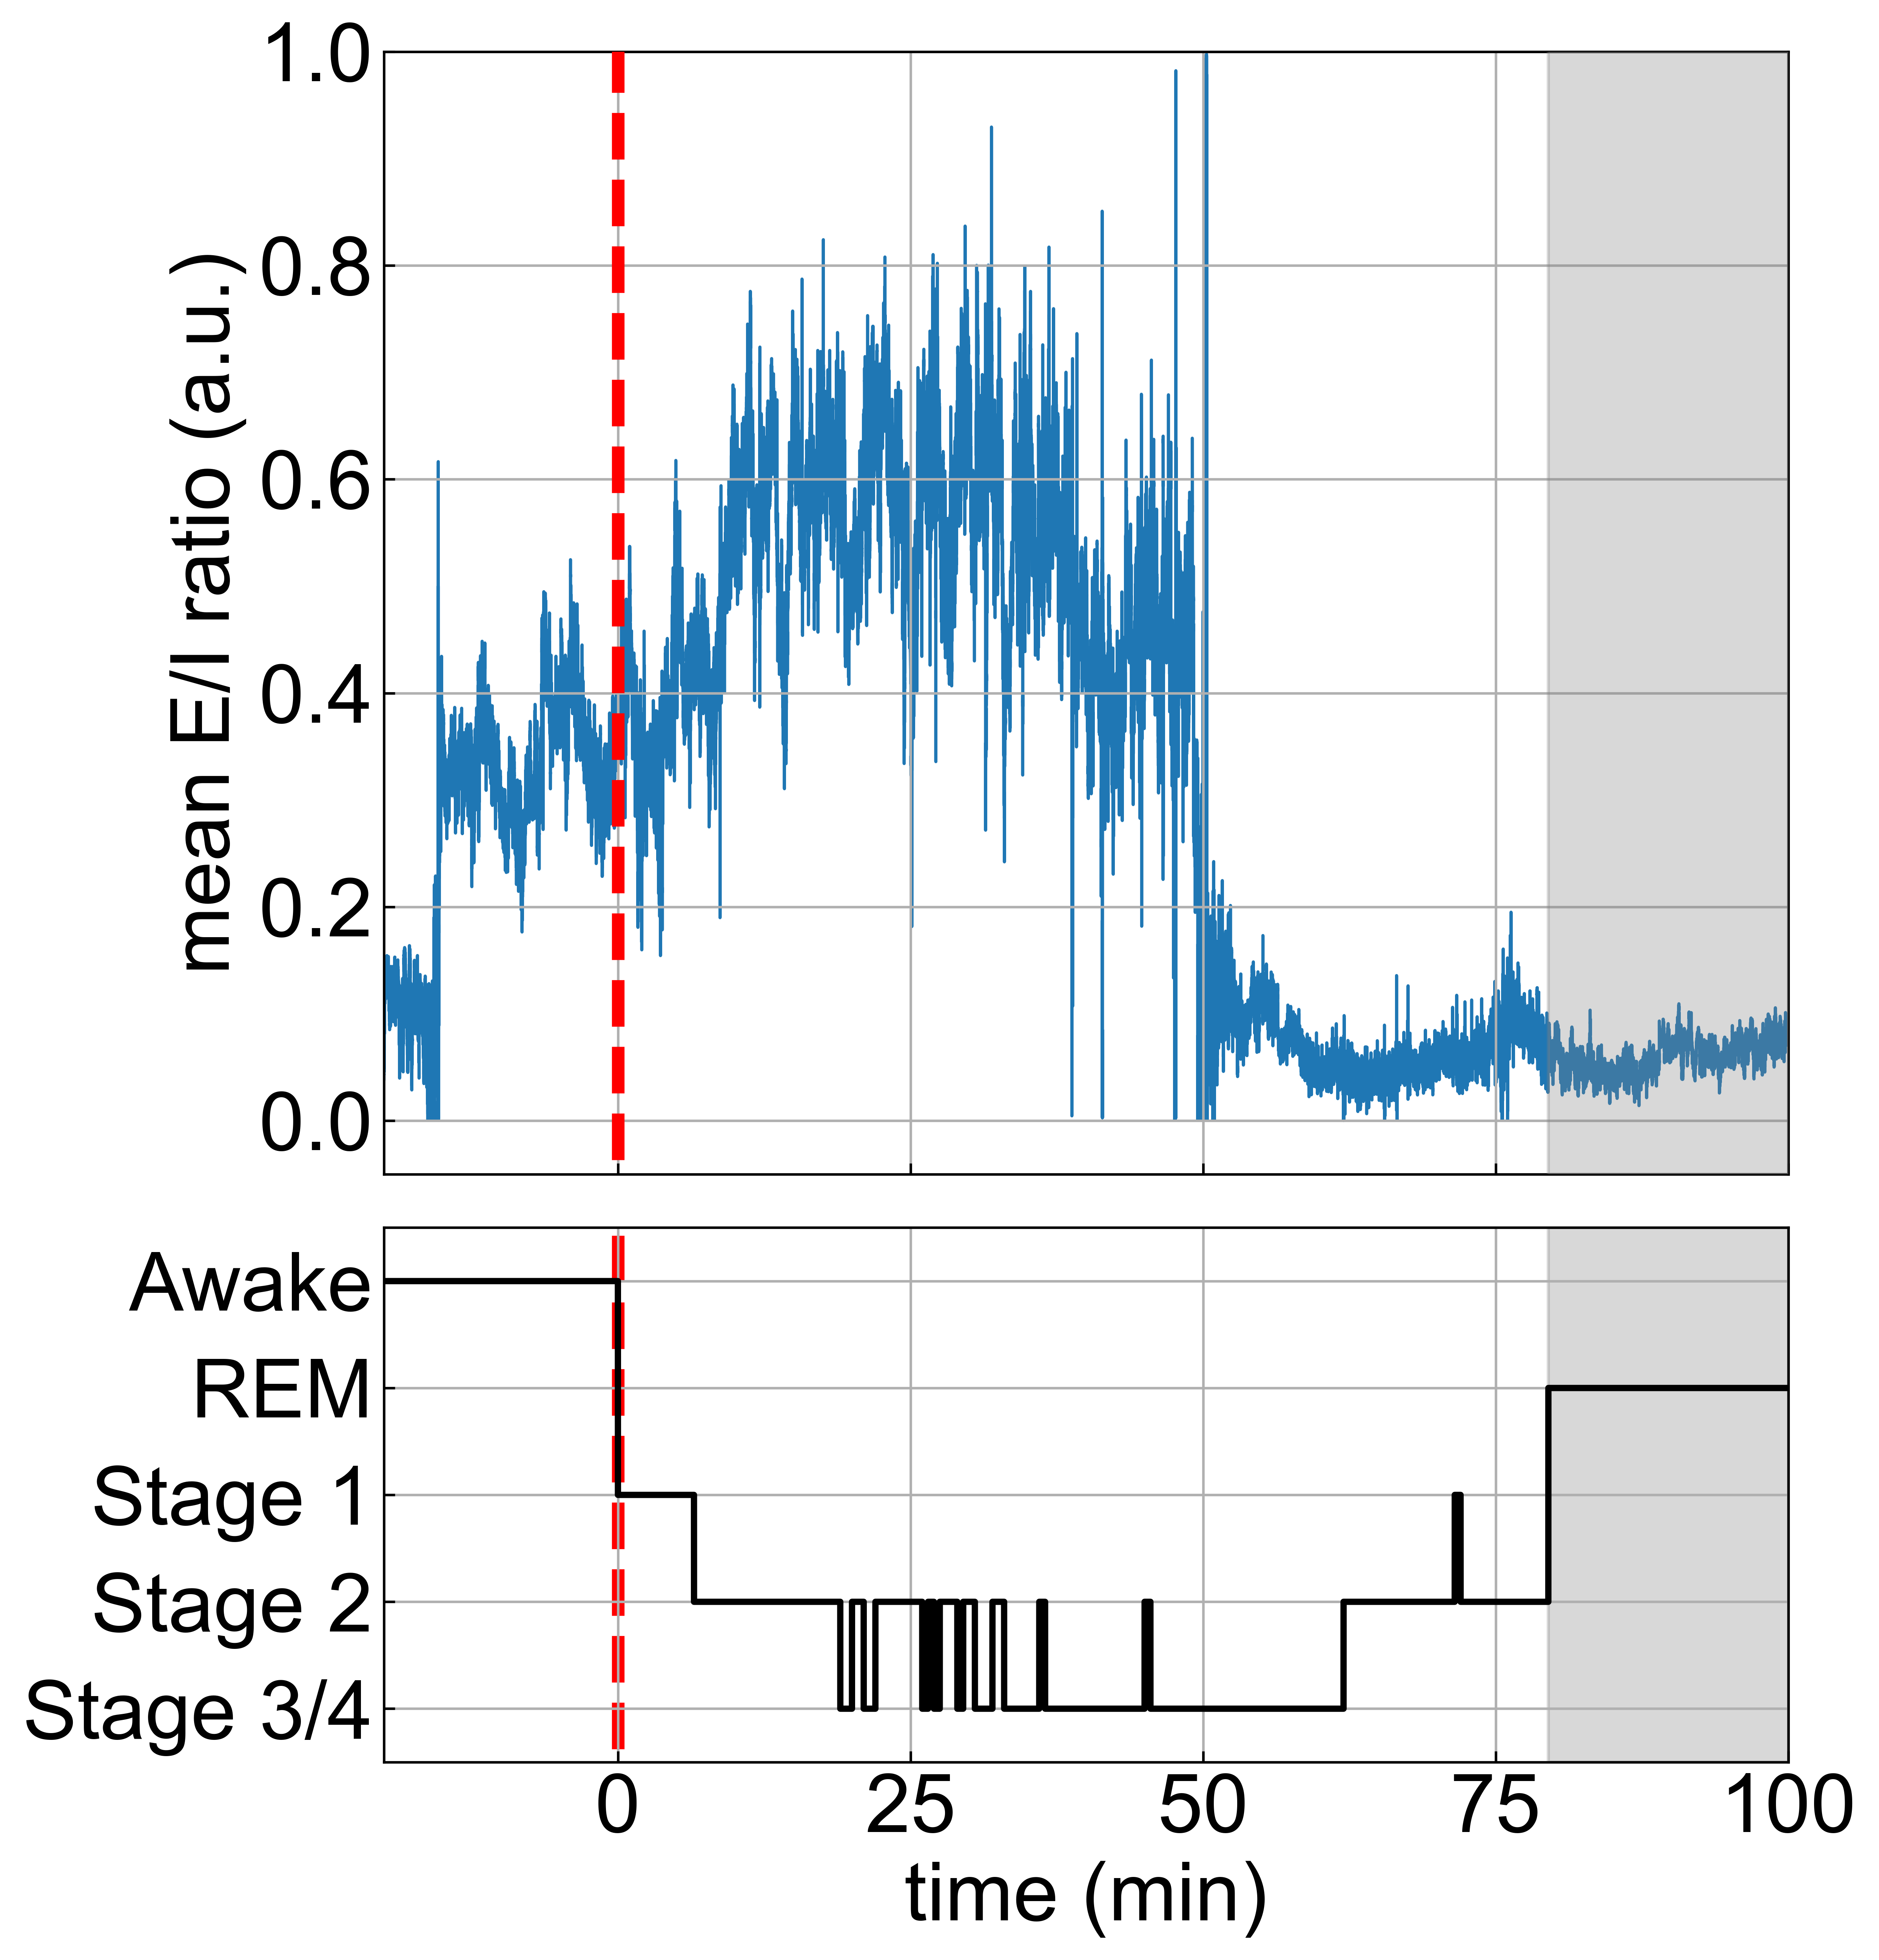 mean E/I ratio (a.u.)
1.0
0.8
0.6
0.4
0.2
0.0
Awake
REM
Stage 1
Stage 2
Stage 3/4
0 25 50 75 100
time (min)